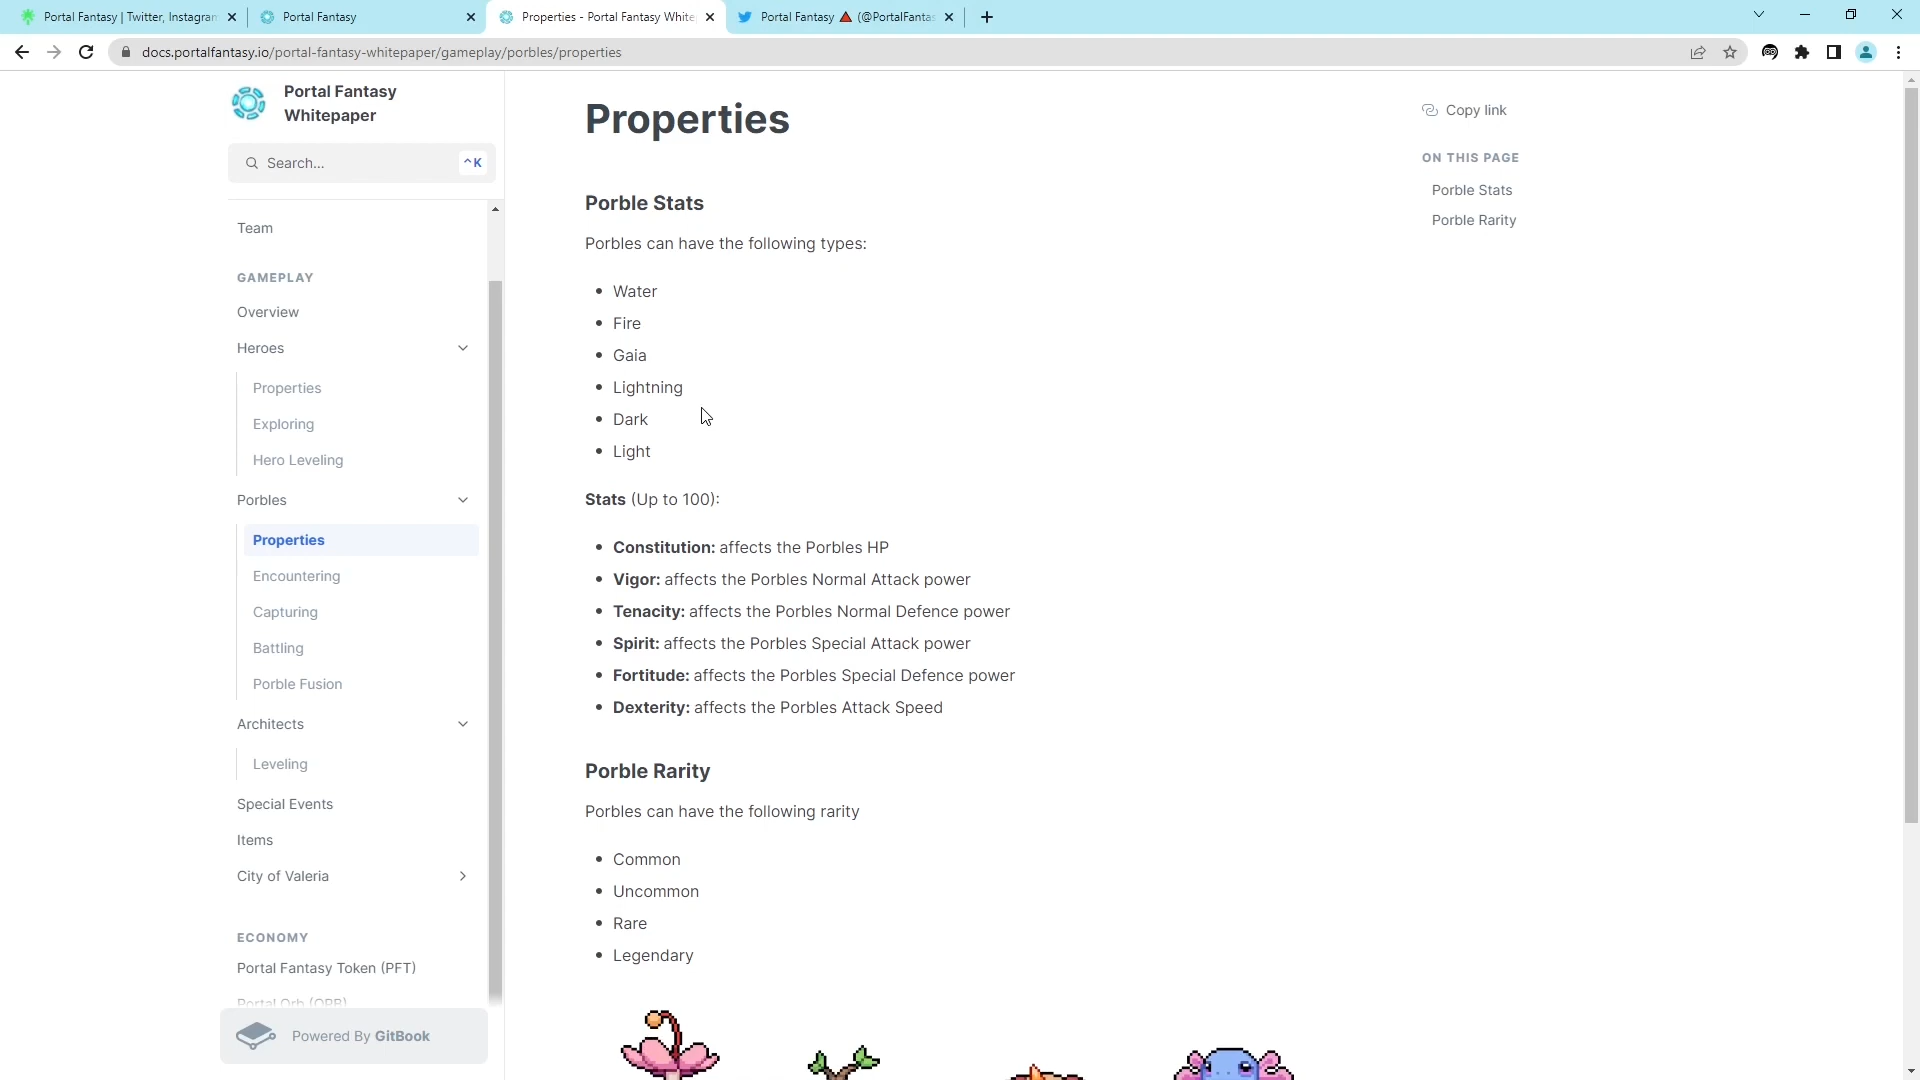 Portal Fantasy | Twitter, Instagram
Portal Fantasy
Properties - Portal Fantasy White
Portal Fantasy 🔺 (@PortalFantas
docs.portalfantasy.io/portal-fantasy-whitepaper/gameplay/porbles/properties
Portal Fantasy
Whitepaper
Search...
^K
Team
GAMEPLAY
Overview
Heroes
Properties
Exploring
Hero Leveling
Porbles
Properties
Encountering
Capturing
Battling
Porble Fusion
Architects
Leveling
Special Events
Items
City of Valeria
ECONOMY
Portal Fantasy Token (PFT)
Portal Orb (ORB)
Powered By GitBook
Properties
Porble Stats
Porbles can have the following types:
• Water
• Fire
• Gaia
• Lightning
• Dark
• Light
Stats (Up to 100):
• Constitution: affects the Porbles HP
• Vigor: affects the Porbles Normal Attack power
• Tenacity: affects the Porbles Normal Defence power
• Spirit: affects the Porbles Special Attack power
• Fortitude: affects the Porbles Special Defence power
• Dexterity: affects the Porbles Attack Speed
Porble Rarity
Porbles can have the following rarity
• Common
• Uncommon
• Rare
• Legendary
Copy link
ON THIS PAGE
Porble Stats
Porble Rarity